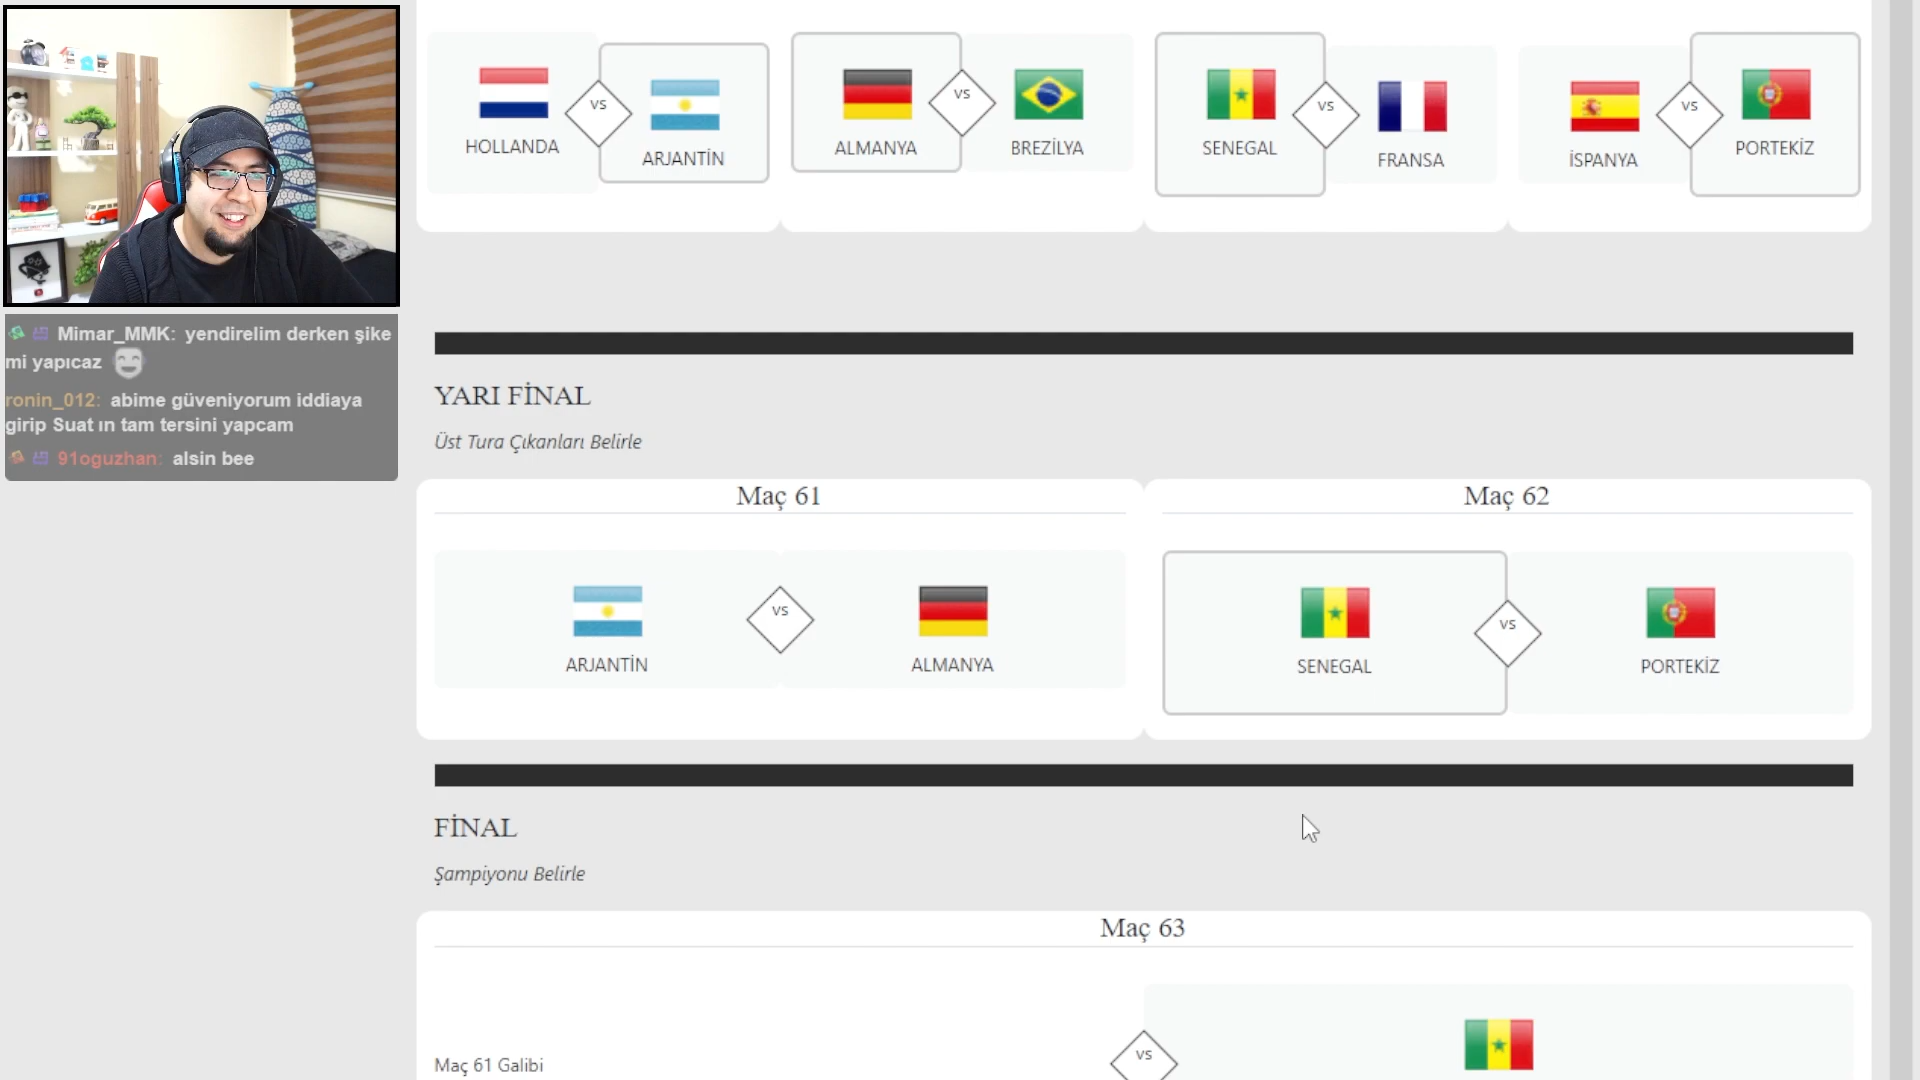 HOLLANDA
VS
ARJANTİN
ALMANYA
VS
BREZİLYA
SENEGAL
VS
FRANSA
İSPANYA
VS
PORTEKİZ
Mimar_MMK: yendirelim derken şike
mi yapıcaz
ronin_012: abime güveniyorum iddiaya
girip Suat ın tam tersini yapcam
91oguzhan: alsin bee
YARI FİNAL
Üst Tura Çıkanları Belirle
Maç 61
ARJANTİN
VS
ALMANYA
Maç 62
SENEGAL
VS
PORTEKİZ
FİNAL
Şampiyonu Belirle
Maç 63
Maç 61 Galibi
VS